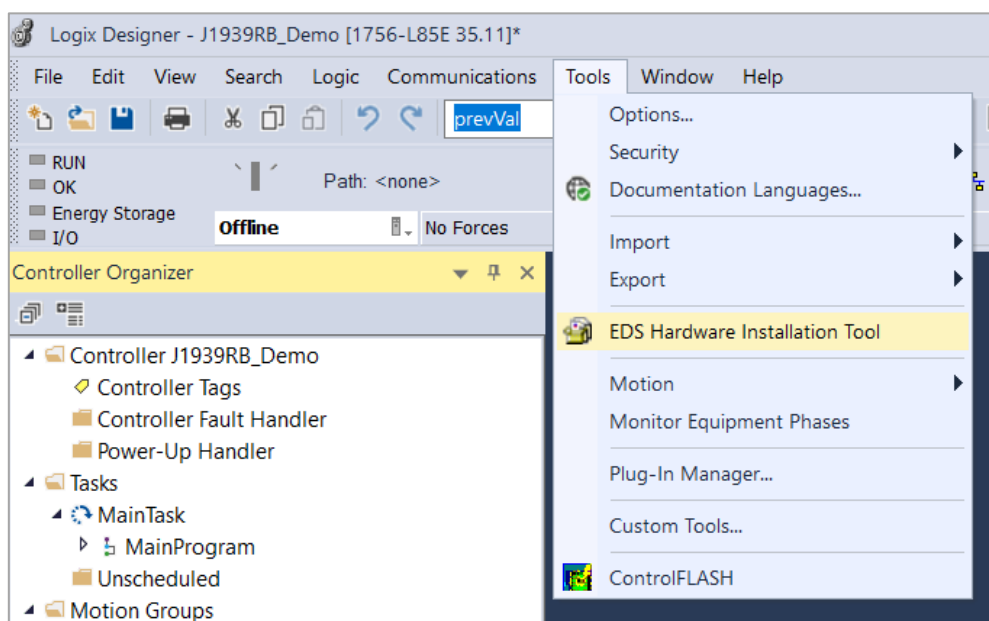 Logix Designer - J1939RB_Demo [1756-L85E 35.11]*
File Edit View Search Logic Communications Tools Window Help
prevVal
RUN
OK
Energy Storage
I/O
Path: <none>
Offline
No Forces
Controller Organizer
Controller J1939RB_Demo
Controller Tags
Controller Fault Handler
Power-Up Handler
Tasks
MainTask
MainProgram
Unscheduled
Motion Groups
Options...
Security
Documentation Languages...
Import
Export
EDS Hardware Installation Tool
Motion
Monitor Equipment Phases
Plug-In Manager...
Custom Tools...
ControlFLASH